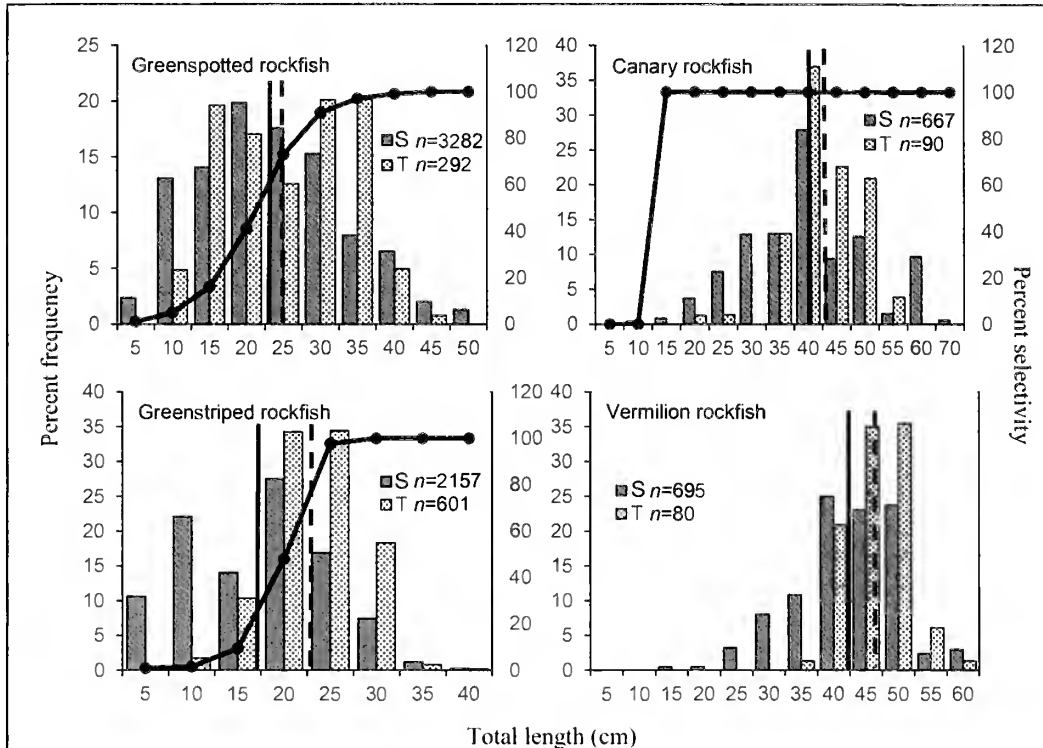 Percent frequency
Greenspotted rockfish
S n=3282
T n=292
25
20
15
10
5
0
120
100
80
60
40
20
0
5 10 15 20 25 30 35 40 45 50
Canary rockfish
S n=667
T n=90
40
35
30
25
20
15
10
5
0
120
100
80
60
40
20
0
5 10 15 20 25 30 35 40 45 50 55 60 70
Greenstriped rockfish
S n=2157
T n=601
40
35
30
25
20
15
10
5
0
120
100
80
60
40
20
0
5 10 15 20 25 30 35 40
Vermilion rockfish
S n=695
T n=80
40
35
30
25
20
15
10
5
0
5 10 15 20 25 30 35 40 45 50 55 60
Percent selectivity
Total length (cm)